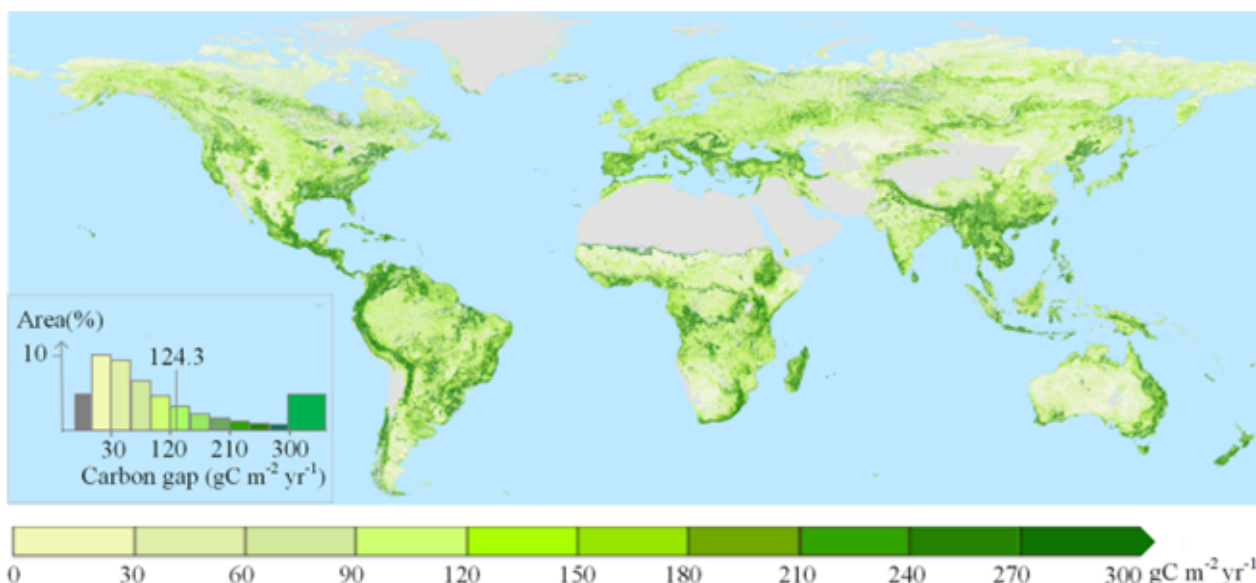 Area(%)
10
124.3
30 120 210 300
Carbon gap (gC m⁻² yr⁻¹)
0 30 60 90 120 150 180 210 240 270 300 gC m⁻² yr⁻¹